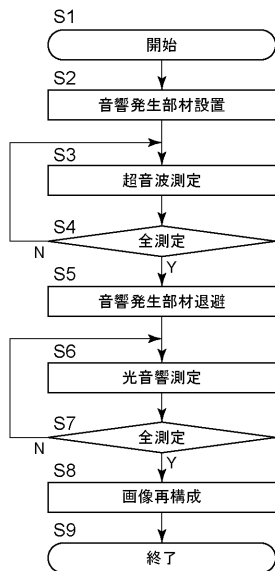 S1
開始
S2
音響発生部材設置
S3
超音波測定
S4
全測定
N
Y
S5
音響発生部材退避
S6
光音響測定
S7
全測定
N
Y
S8
画像再構成
S9
終了